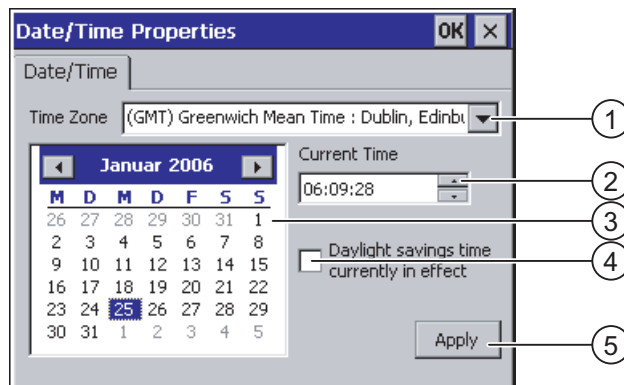 Date/Time Properties OK ×
Date/Time
Time Zone (GMT) Greenwich Mean Time : Dublin, Edinbu
1
Januar 2006
Current Time
06:09:28
2
M D M D F S S
26 27 28 29 30 31 1
3
2 3 4 5 6 7 8
Daylight savings time
currently in effect
4
9 10 11 12 13 14 15
16 17 18 19 20 21 22
23 24 25 26 27 28 29
30 31 1 2 3 4 5
Apply
5